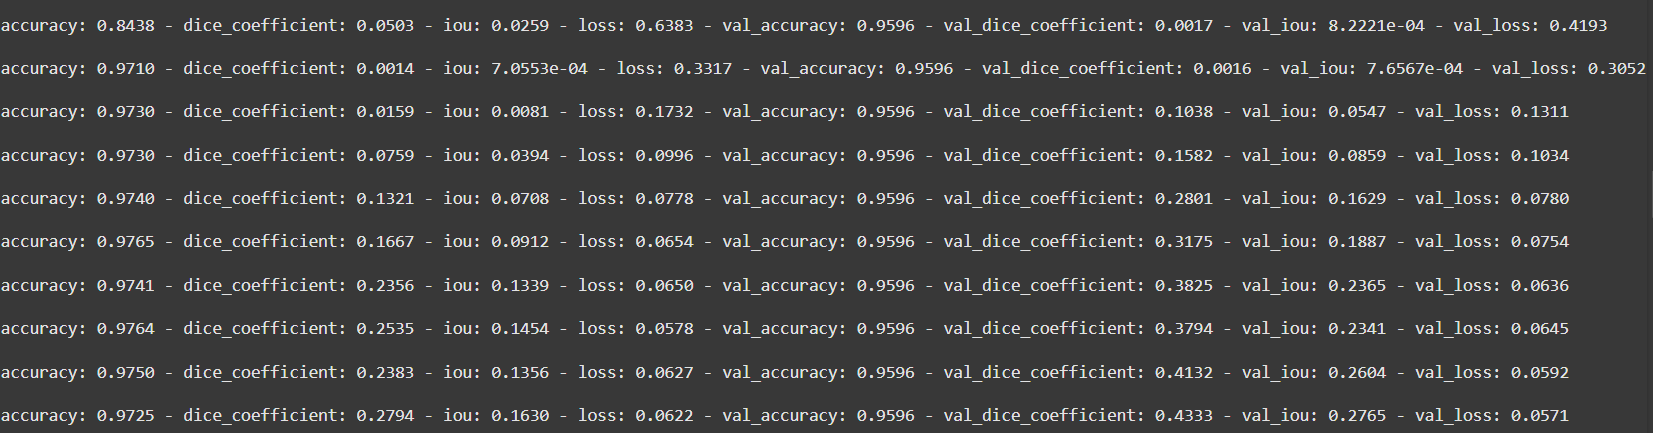 accuracy: 0.8438 - dice_coefficient: 0.0503 - iou: 0.0259 - loss: 0.6383 - val_accuracy: 0.9596 - val_dice_coefficient: 0.0017 - val_iou: 8.2221e-04 - val_loss: 0.4193
accuracy: 0.9710 - dice_coefficient: 0.0014 - iou: 7.0553e-04 - loss: 0.3317 - val_accuracy: 0.9596 - val_dice_coefficient: 0.0016 - val_iou: 7.6567e-04 - val_loss: 0.3052
accuracy: 0.9730 - dice_coefficient: 0.0159 - iou: 0.0081 - loss: 0.1732 - val_accuracy: 0.9596 - val_dice_coefficient: 0.1038 - val_iou: 0.0547 - val_loss: 0.1311
accuracy: 0.9730 - dice_coefficient: 0.0759 - iou: 0.0394 - loss: 0.0996 - val_accuracy: 0.9596 - val_dice_coefficient: 0.1582 - val_iou: 0.0859 - val_loss: 0.1034
accuracy: 0.9740 - dice_coefficient: 0.1321 - iou: 0.0708 - loss: 0.0778 - val_accuracy: 0.9596 - val_dice_coefficient: 0.2801 - val_iou: 0.1629 - val_loss: 0.0780
accuracy: 0.9765 - dice_coefficient: 0.1667 - iou: 0.0912 - loss: 0.0654 - val_accuracy: 0.9596 - val_dice_coefficient: 0.3175 - val_iou: 0.1887 - val_loss: 0.0754
accuracy: 0.9741 - dice_coefficient: 0.2356 - iou: 0.1339 - loss: 0.0650 - val_accuracy: 0.9596 - val_dice_coefficient: 0.3825 - val_iou: 0.2365 - val_loss: 0.0636
accuracy: 0.9764 - dice_coefficient: 0.2535 - iou: 0.1454 - loss: 0.0578 - val_accuracy: 0.9596 - val_dice_coefficient: 0.3794 - val_iou: 0.2341 - val_loss: 0.0645
accuracy: 0.9750 - dice_coefficient: 0.2383 - iou: 0.1356 - loss: 0.0627 - val_accuracy: 0.9596 - val_dice_coefficient: 0.4132 - val_iou: 0.2604 - val_loss: 0.0592
accuracy: 0.9725 - dice_coefficient: 0.2794 - iou: 0.1630 - loss: 0.0622 - val_accuracy: 0.9596 - val_dice_coefficient: 0.4333 - val_iou: 0.2765 - val_loss: 0.0571